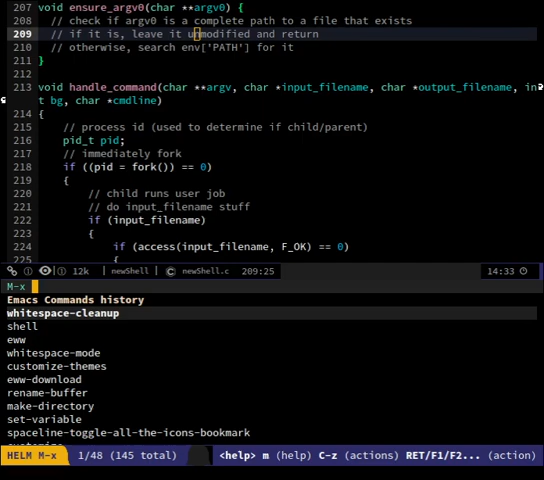 207 void ensure_argv0(char **argv0) {
208 // check if argv0 is a complete path to a file that exists
209 // if it is, leave it unmodified and return
210 // otherwise, search env['PATH'] for it
211 }
212
213 void handle_command(char **argv, char *input_filename, char *output_filename, in
t bg, char *cmdline)
214 {
215 // process id (used to determine if child/parent)
216 pid_t pid;
217 // immediately fork
218 if ((pid = fork()) == 0)
219 {
220 // child runs user job
221 // do input_filename stuff
222 if (input_filename)
223 {
224 if (access(input_filename, F_OK) == 0)
225 {
12k | newShell | newShell.c 209:25 14:33
M-x
Emacs Commands history
whitespace-cleanup
shell
eww
whitespace-mode
customize-themes
eww-download
rename-buffer
make-directory
set-variable
spaceline-toggle-all-the-icons-bookmark
customize
HELM M-x 1/48 (145 total) <help> m (help) C-z (actions) RET/F1/F2... (action)